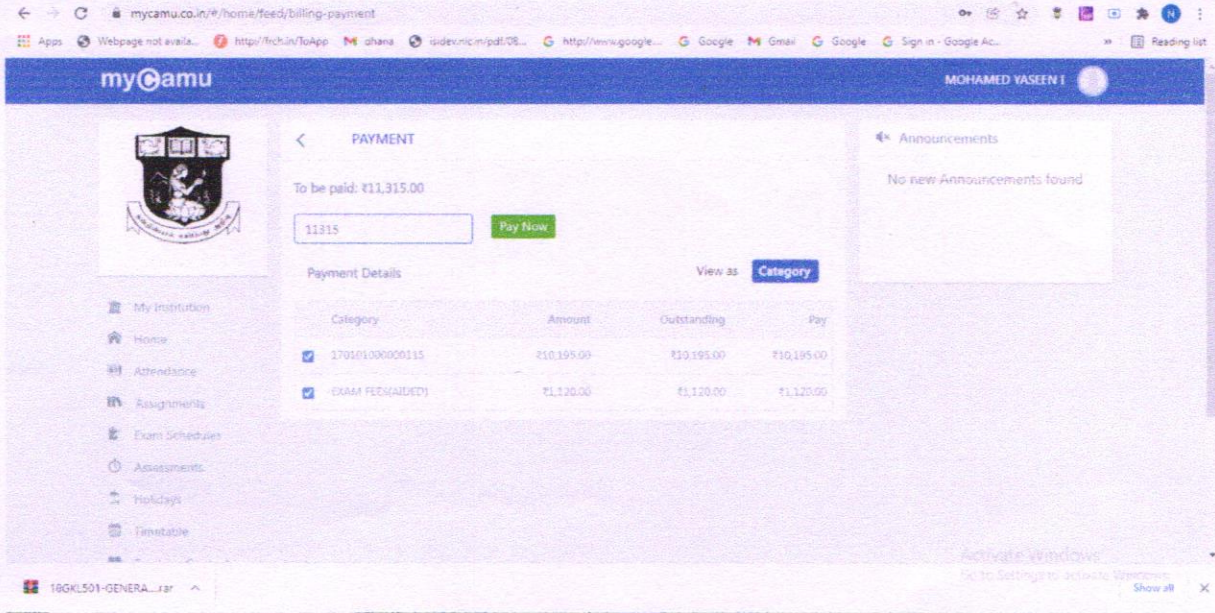 mycamu.co.in/#/home/feed/billing-payment
Apps Webpage not availa... http//frch.in/ToApp dhana Google Gmail Google Sign in - Google Ac... » Reading list
myCamu MOHAMED YASEEN I
PAYMENT
To be paid: ₹11,315.00
11315 Pay Now
Payment Details View as Category
Category Amount Outstanding Pay
170101000000115 ₹10,195.00 ₹10,195.00 ₹10,195.00
EXAM FEES(AIDED) ₹1,120.00 ₹1,120.00 ₹1,120.00
Announcements
No new Announcements found
My Institution
Home
Attendance
Assignments
Exam Schedules
Assessments
Holidays
Timetable
Activate Windows
Go to Settings to activate Windows.
18GKL501-GENERA....rar Show all